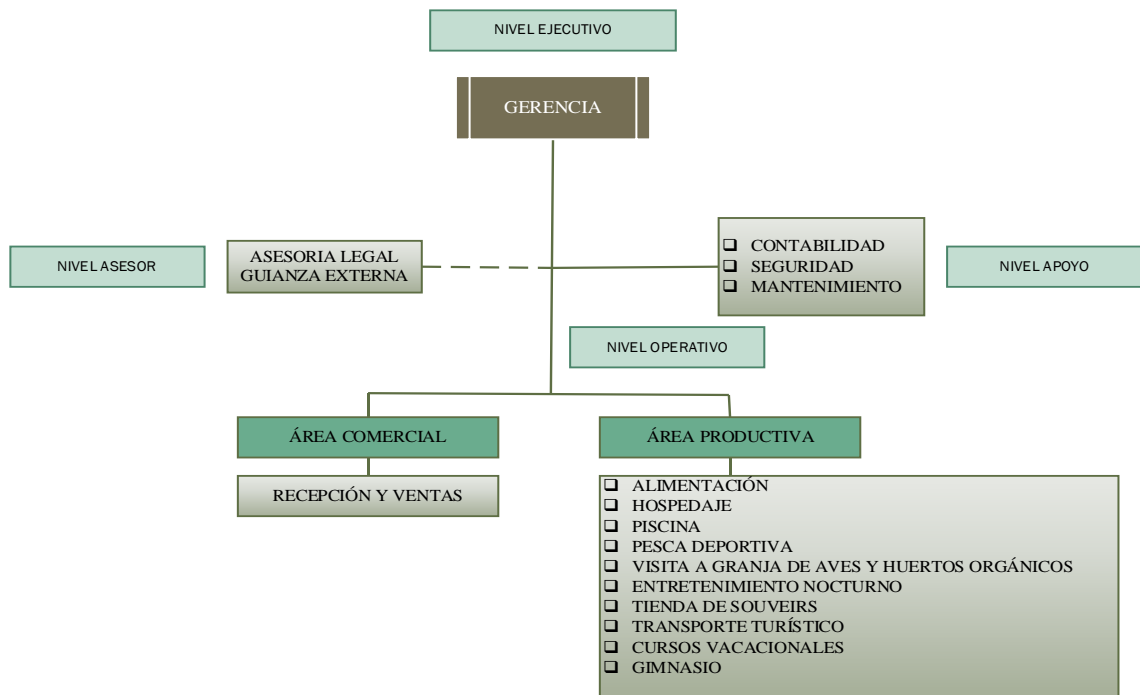 NIVEL EJECUTIVO
GERENCIA
NIVEL ASESOR
ASESORIA LEGAL
GUIANZA EXTERNA
CONTABILIDAD
SEGURIDAD
MANTENIMIENTO
NIVEL APOYO
NIVEL OPERATIVO
ÁREA COMERCIAL
RECEPCIÓN Y VENTAS
ÁREA PRODUCTIVA
ALIMENTACIÓN
HOSPEDAJE
PISCINA
PESCA DEPORTIVA
VISITA A GRANJA DE AVES Y HUERTOS ORGÁNICOS
ENTRETENIMIENTO NOCTURNO
TIENDA DE SOUVEIRS
TRANSPORTE TURÍSTICO
CURSOS VACACIONALES
GIMNASIO